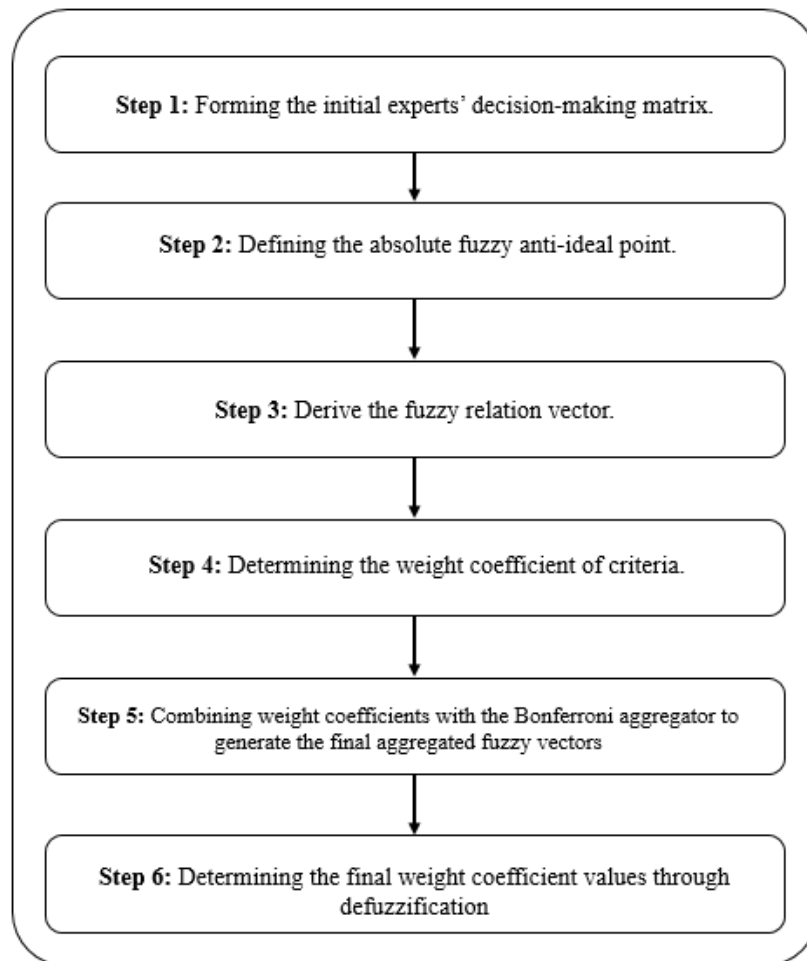 Step 1: Forming the initial experts’ decision-making matrix.
Step 2: Defining the absolute fuzzy anti-ideal point.
Step 3: Derive the fuzzy relation vector.
Step 4: Determining the weight coefficient of criteria.
Step 5: Combining weight coefficients with the Bonferroni aggregator to
generate the final aggregated fuzzy vectors
Step 6: Determining the final weight coefficient values through
defuzzification